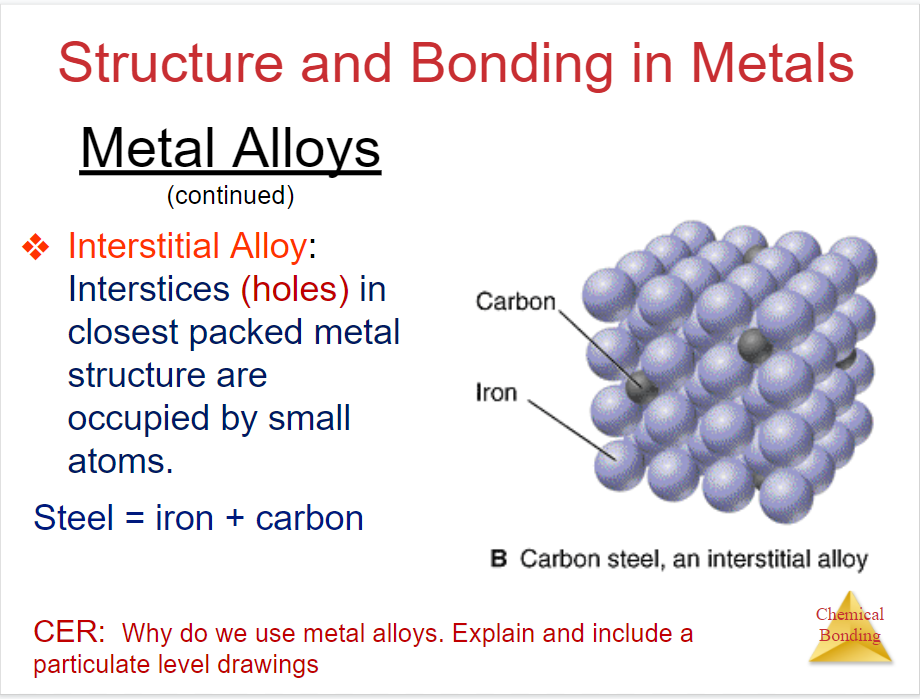 Structure and Bonding in Metals
Metal Alloys
(continued)
❖ Interstitial Alloy:
Interstices (holes) in
closest packed metal
structure are
occupied by small
atoms.
Steel = iron + carbon
Carbon
Iron
B Carbon steel, an interstitial alloy
CER: Why do we use metal alloys. Explain and include a
particulate level drawings
Chemical
Bonding